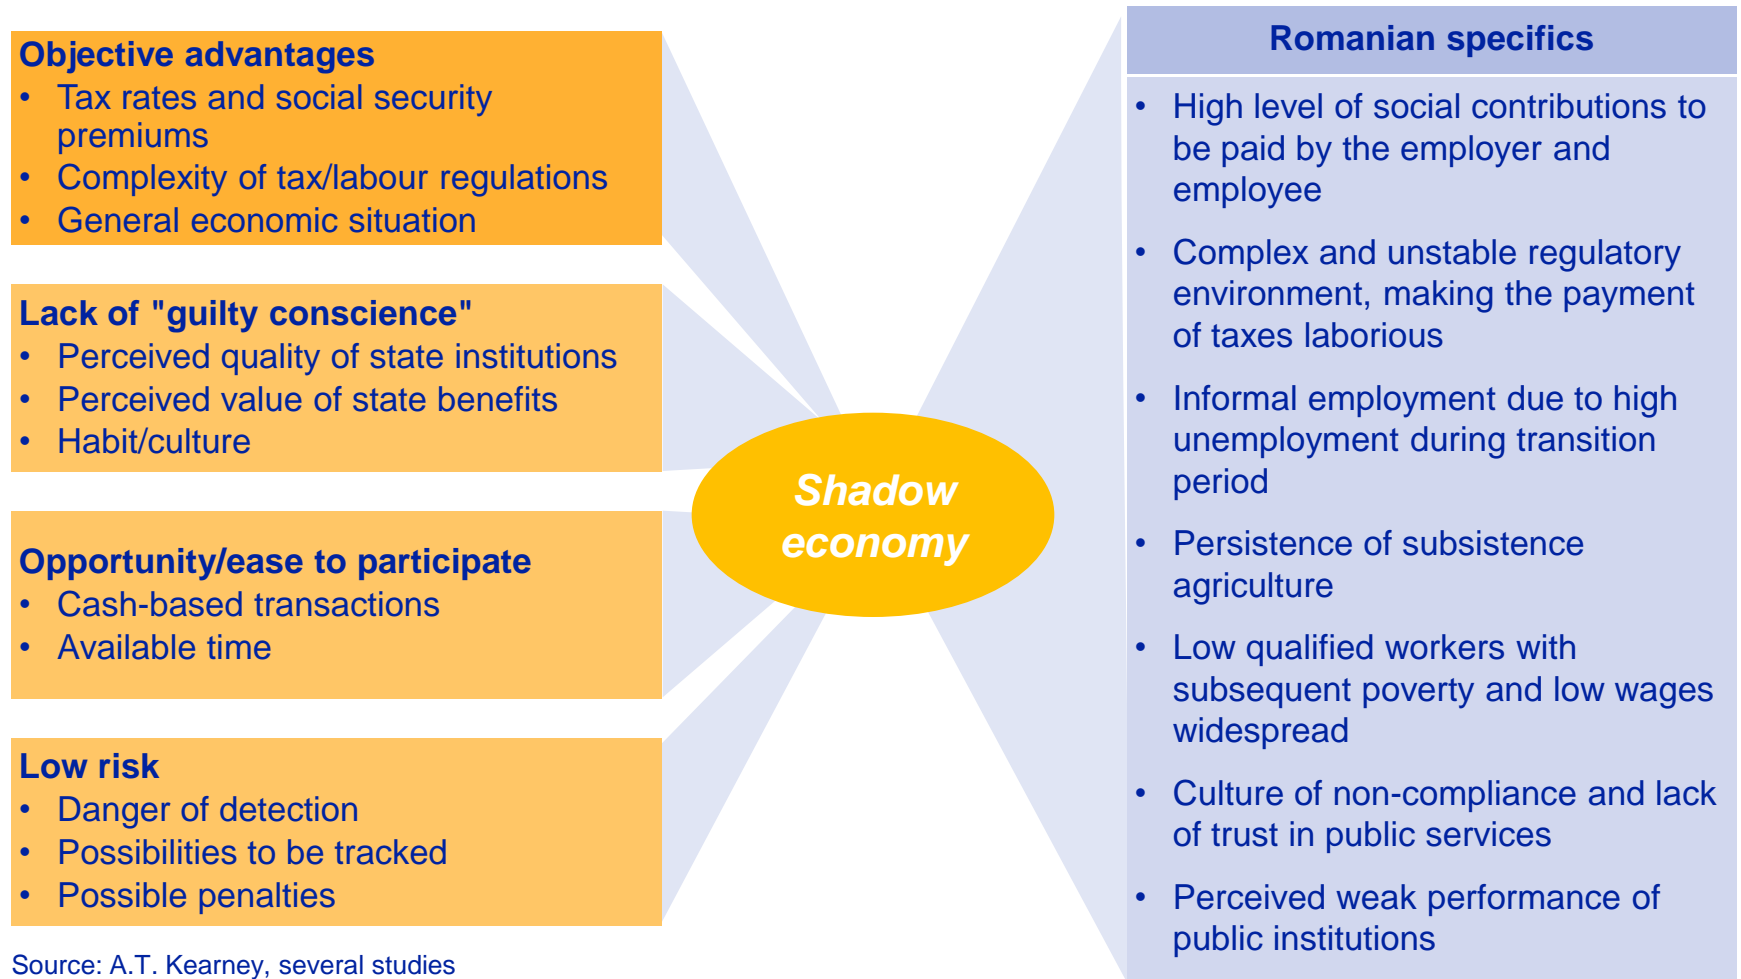 Objective advantages
• Tax rates and social security
premiums
• Complexity of tax/labour regulations
• General economic situation
Lack of "guilty conscience"
• Perceived quality of state institutions
• Perceived value of state benefits
• Habit/culture
Opportunity/ease to participate
• Cash-based transactions
• Available time
Low risk
• Danger of detection
• Possibilities to be tracked
• Possible penalties
Source: A.T. Kearney, several studies
Shadow
economy
Romanian specifics
• High level of social contributions to
be paid by the employer and
employee
• Complex and unstable regulatory
environment, making the payment
of taxes laborious
• Informal employment due to high
unemployment during transition
period
• Persistence of subsistence
agriculture
• Low qualified workers with
subsequent poverty and low wages
widespread
• Culture of non-compliance and lack
of trust in public services
• Perceived weak performance of
public institutions